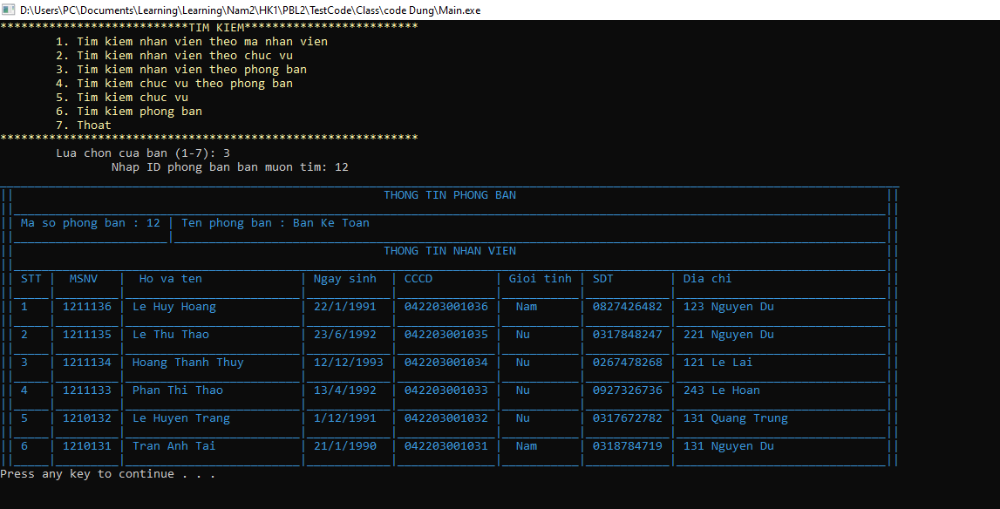 D:\Users\PC\Documents\Learning\Learning\Nam2\HK1\PBL2\TestCode\Class\code Dung\Main.exe
***************************TIM KIEM*************************
1. Tim kiem nhan vien theo ma nhan vien
2. Tim kiem nhan vien theo chuc vu
3. Tim kiem nhan vien theo phong ban
4. Tim kiem chuc vu theo phong ban
5. Tim kiem chuc vu
6. Tim kiem phong ban
7. Thoat
************************************************************
Lua chon cua ban (1-7): 3
Nhap ID phong ban ban muon tim: 12
THONG TIN PHONG BAN
Ma so phong ban : 12 | Ten phong ban : Ban Ke Toan
THONG TIN NHAN VIEN
STT | MSNV | Ho va ten | Ngay sinh | CCCD | Gioi tinh | SDT | Dia chi
1 | 1211136 | Le Huy Hoang | 22/1/1991 | 042203001036 | Nam | 0827426482 | 123 Nguyen Du
2 | 1211135 | Le Thu Thao | 23/6/1992 | 042203001035 | Nu | 0317848247 | 221 Nguyen Du
3 | 1211134 | Hoang Thanh Thuy | 12/12/1993 | 042203001034 | Nu | 0267478268 | 121 Le Lai
4 | 1211133 | Phan Thi Thao | 13/4/1992 | 042203001033 | Nu | 0927326736 | 243 Le Hoan
5 | 1210132 | Le Huyen Trang | 1/12/1991 | 042203001032 | Nu | 0317672782 | 131 Quang Trung
6 | 1210131 | Tran Anh Tai | 21/1/1990 | 042203001031 | Nam | 0318784719 | 131 Nguyen Du
Press any key to continue . . .